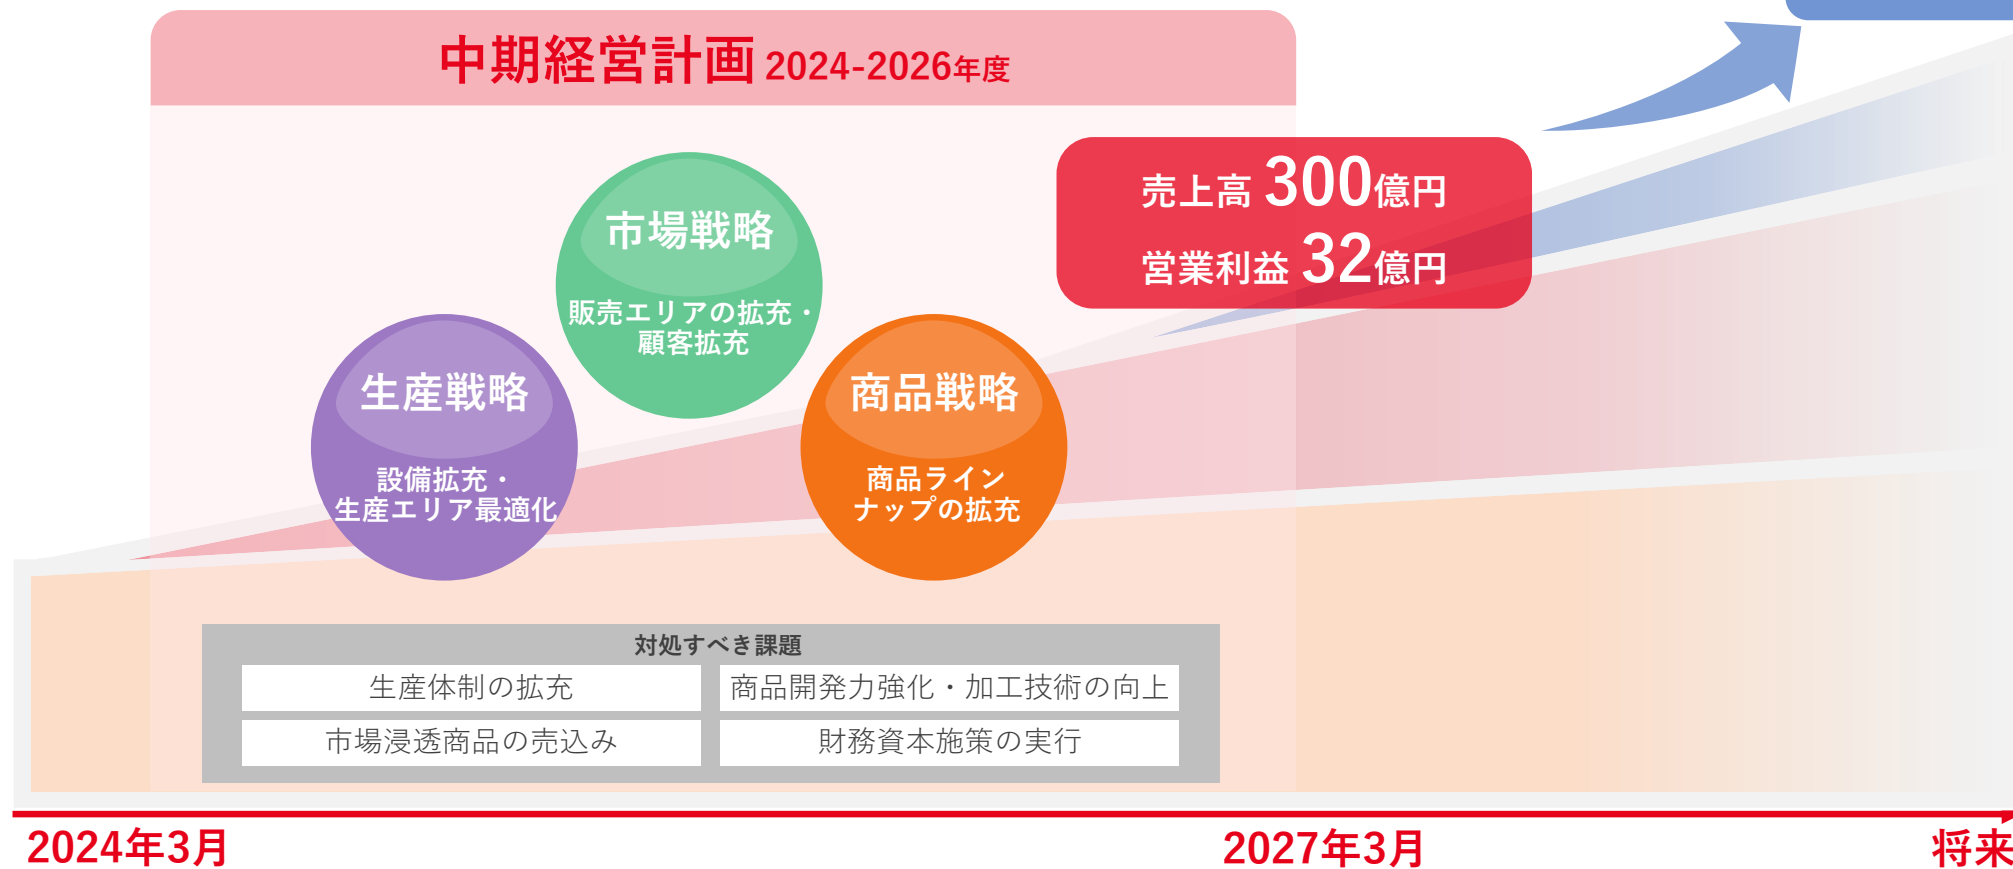 中期経営計画 2024-2026年度
売上高 300億円
営業利益 32億円
市場戦略
販売エリアの拡充・
顧客拡充
生産戦略
設備拡充・
生産エリア最適化
商品戦略
商品ライン
ナップの拡充
対処すべき課題
生産体制の拡充
商品開発力強化・加工技術の向上
市場浸透商品の売込み
財務資本施策の実行
2024年3月
2027年3月
将来